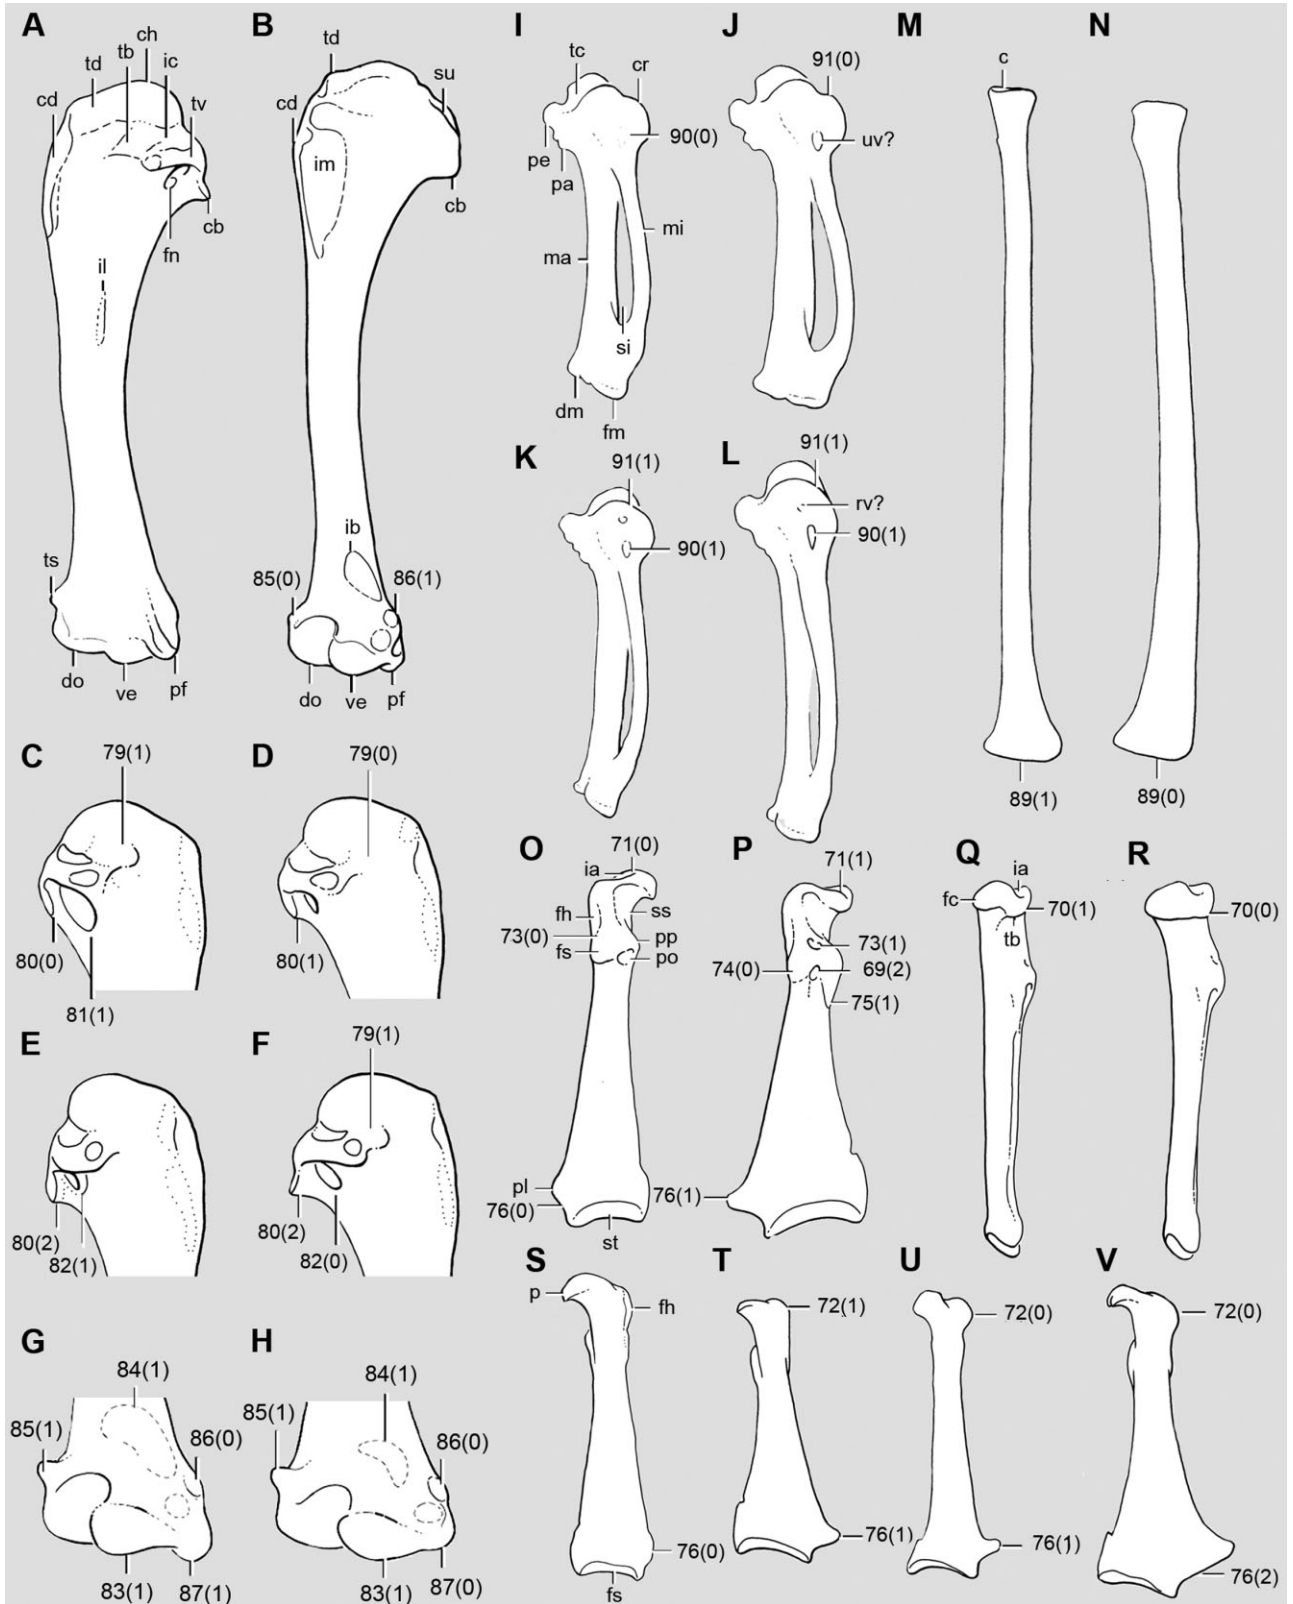 A
ch
tb
td
ic
cd
tv
cb
fn
il
ts
do
ve
pf
B
td
su
cd
im
cb
ib
85(0)
86(1)
do
ve
pf
C
79(1)
80(0)
81(1)
D
79(0)
80(1)
E
80(2)
82(1)
F
79(1)
80(2)
82(0)
G
84(1)
85(1)
86(0)
83(1)
87(1)
H
84(1)
85(1)
86(0)
83(1)
87(0)
I
tc
cr
90(0)
pe
pa
mi
ma
si
dm
fm
J
91(0)
uv?
K
91(1)
90(1)
L
91(1)
rv?
90(1)
M
c
89(1)
N
89(0)
O
71(0)
ia
fh
ss
73(0)
pp
fs
po
pl
76(0)
st
P
71(1)
73(1)
74(0)
69(2)
75(1)
76(1)
Q
ia
fc
70(1)
tb
R
70(0)
S
p
fh
76(0)
fs
T
72(1)
76(1)
U
72(0)
76(1)
V
72(0)
76(2)